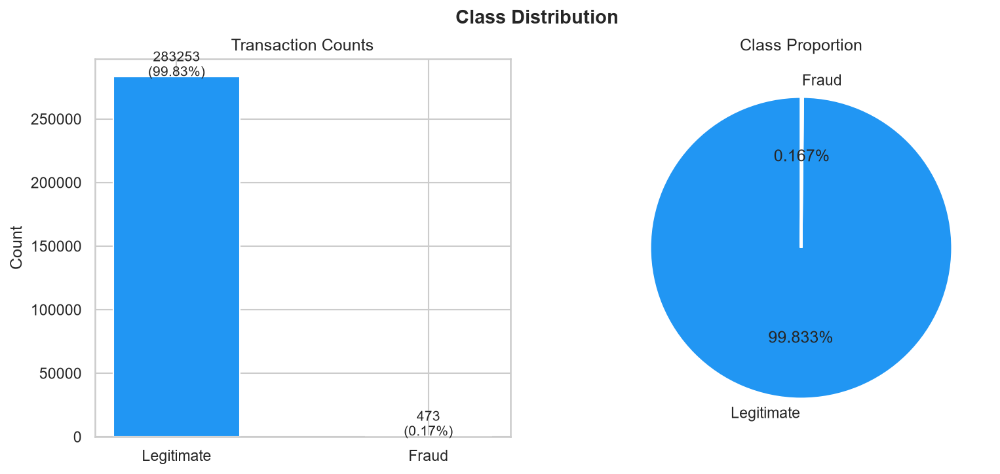 Class Distribution
Transaction Counts
283253
(99.83%)
250000
200000
150000
100000
50000
0
Count
473
(0.17%)
Legitimate
Fraud
Class Proportion
Fraud
0.167%
99.833%
Legitimate